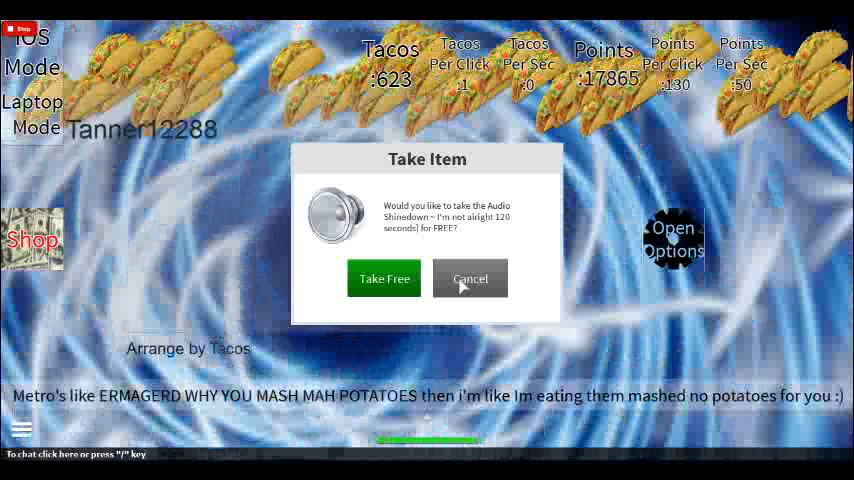 Stop
iOS
Mode
Laptop
Mode
Tacos
:623
Tacos
Per Click
:1
Tacos
Per Sec
:0
Points
:17865
Points
Per Click
:130
Points
Per Sec
:50
Tanner12288
Take Item
Would you like to take the Audio
Shinedown ~ I'm not alright 120
seconds] for FREE?
Take Free
Cancel
Shop
Open
Options
Arrange by Tacos
Metro's like ERMAGERD WHY YOU MASH MAH POTATOES then i'm like Im eating them mashed no potatoes for you :)
To chat click here or press "/" key